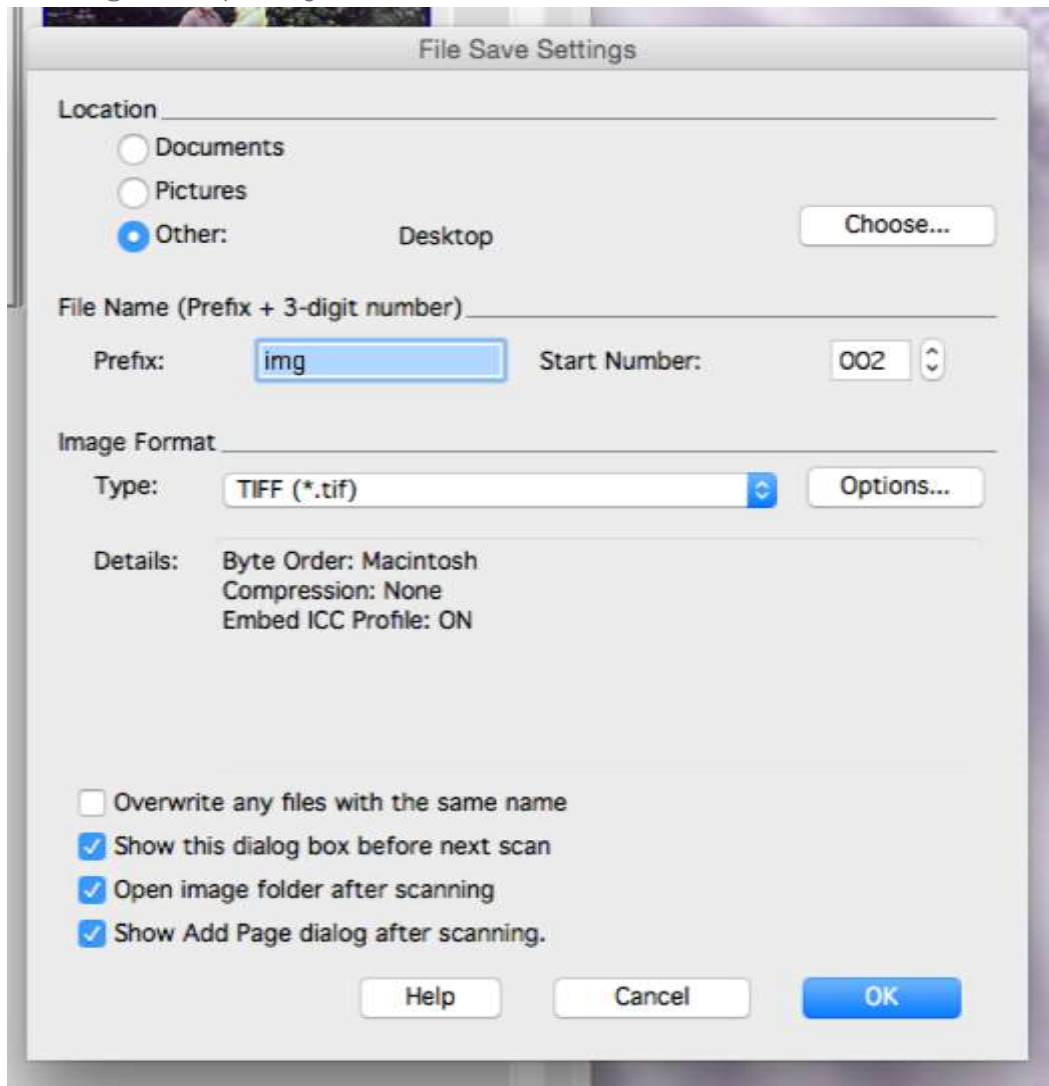 File Save Settings
Location
Documents
Pictures
Other: Desktop Choose...
File Name (Prefix + 3-digit number)
Prefix: img Start Number: 002
Image Format
Type: TIFF (*.tif) Options...
Details: Byte Order: Macintosh
Compression: None
Embed ICC Profile: ON
Overwrite any files with the same name
Show this dialog box before next scan
Open image folder after scanning
Show Add Page dialog after scanning.
Help Cancel OK